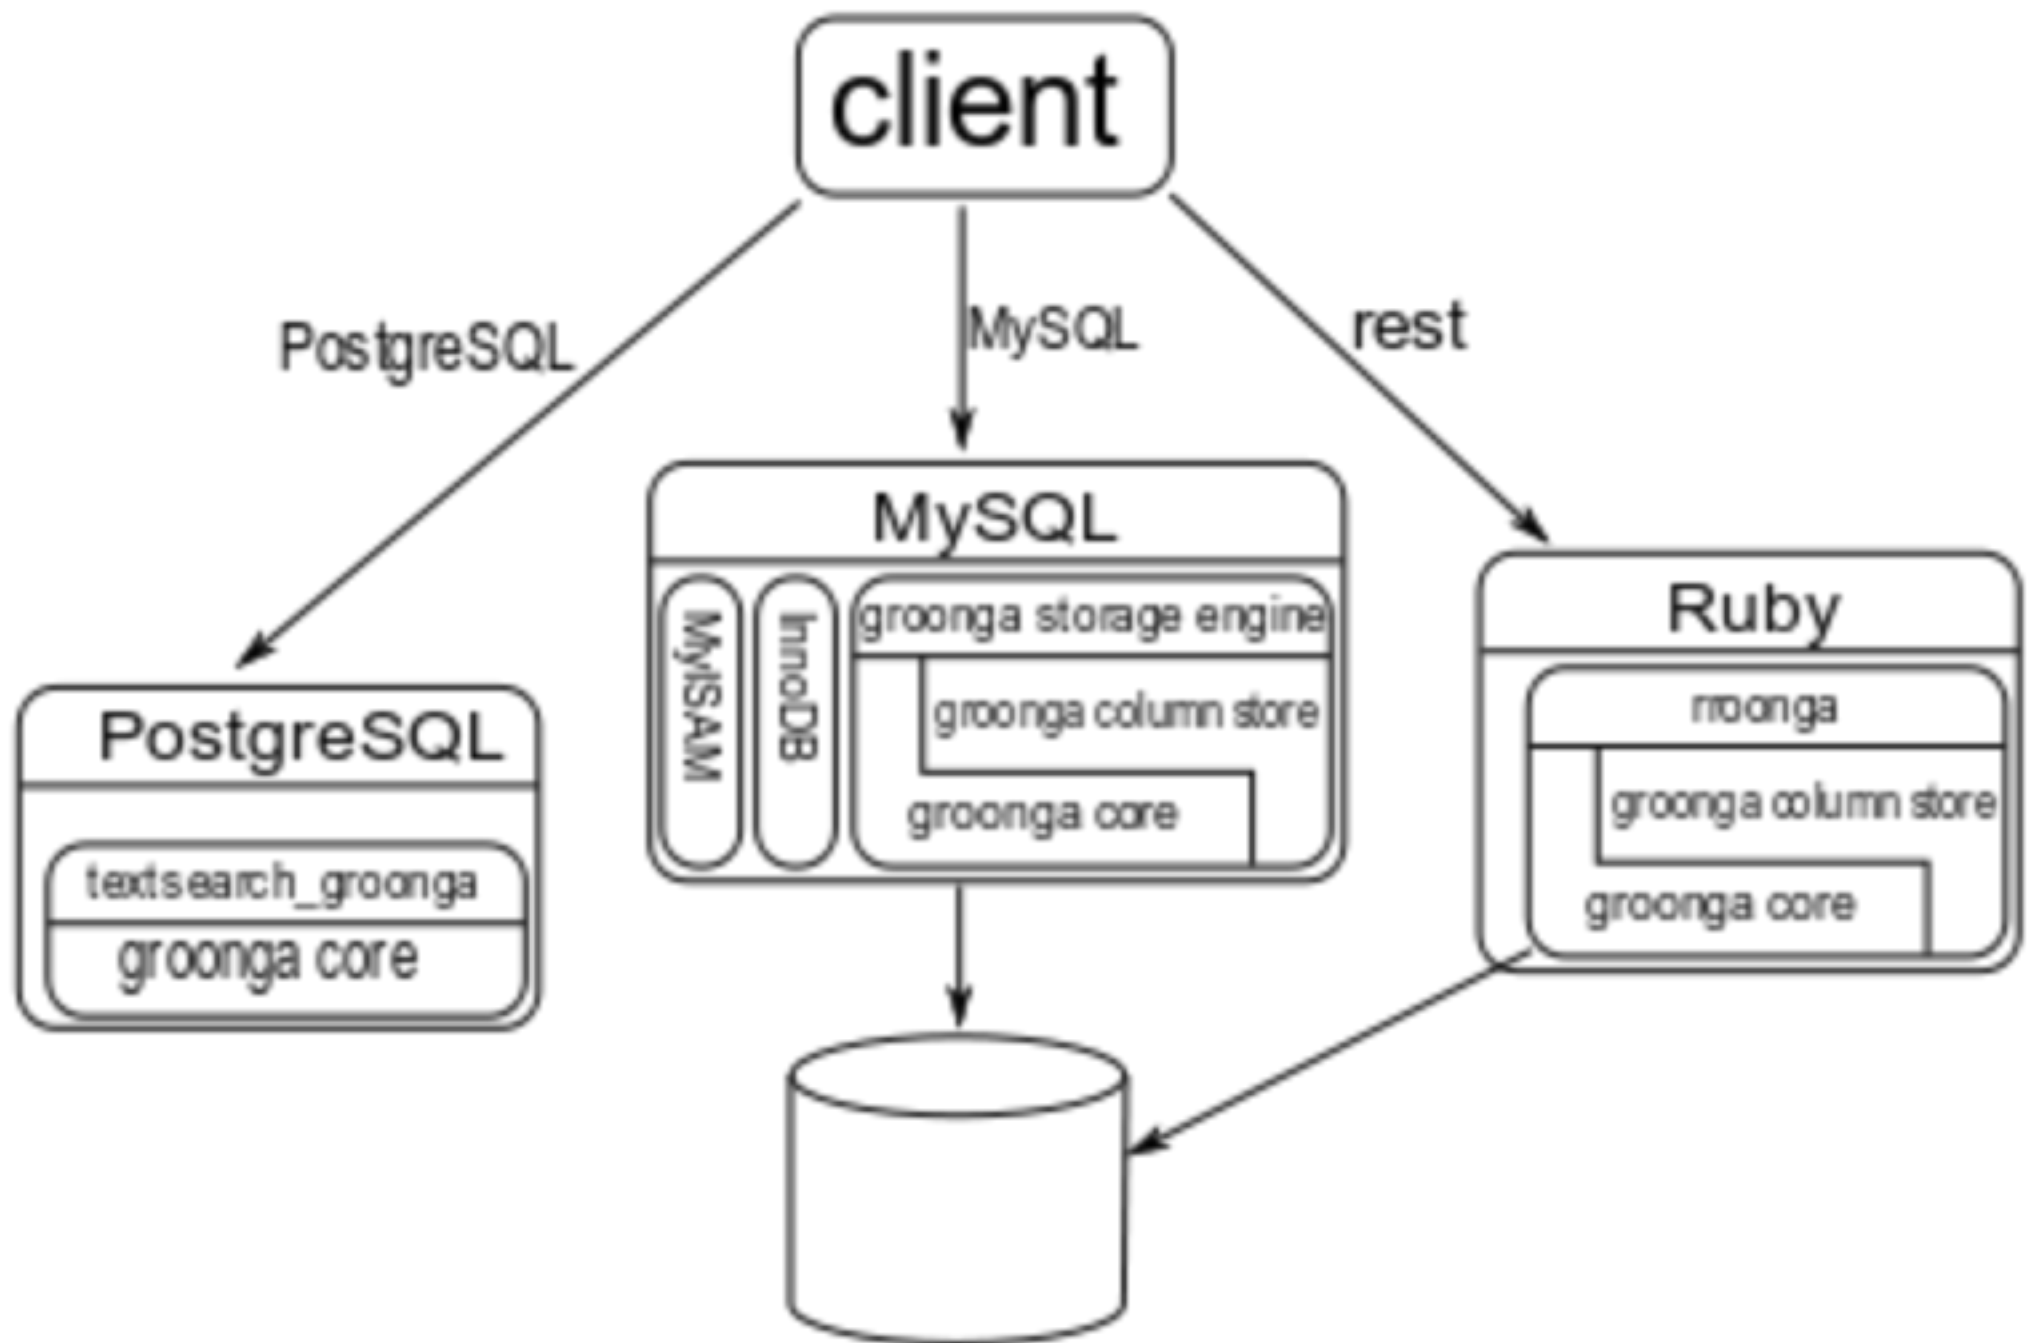 client
PostgreSQL
MySQL
rest
MySQL
MyISAM
InnoDB
groonga storage engine
groonga column store
groonga core
Ruby
rroonga
groonga column store
groonga core
PostgreSQL
textsearch_groonga
groonga core